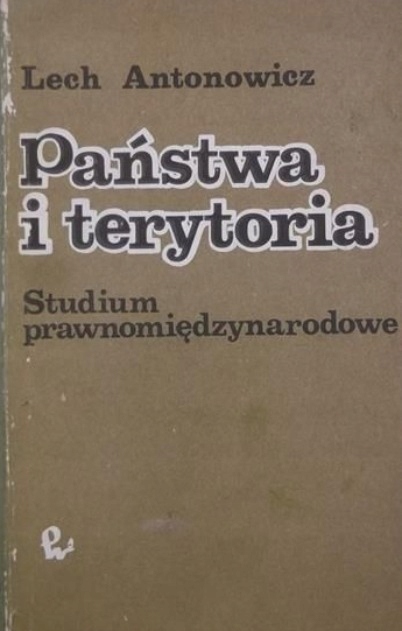 Lech Antonowicz
Państwa
i terytoria
Studium
prawnomiędzynarodowe